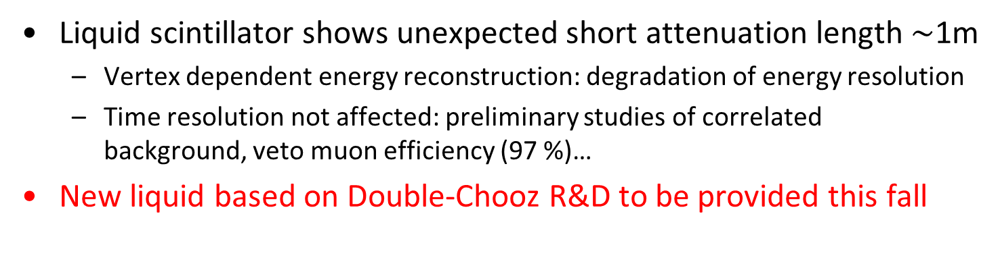 • Liquid scintillator shows unexpected short attenuation length ~1m
– Vertex dependent energy reconstruction: degradation of energy resolution
– Time resolution not affected: preliminary studies of correlated
background, veto muon efficiency (97 %)…
• New liquid based on Double-Chooz R&D to be provided this fall